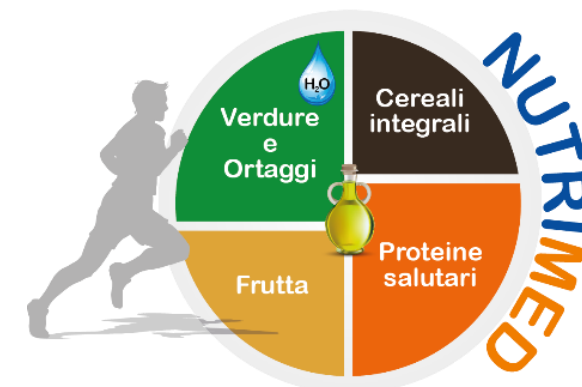 H₂O
Verdure
e
Ortaggi
Cereali
integrali
Frutta
Proteine
salutari
NUTRIMED